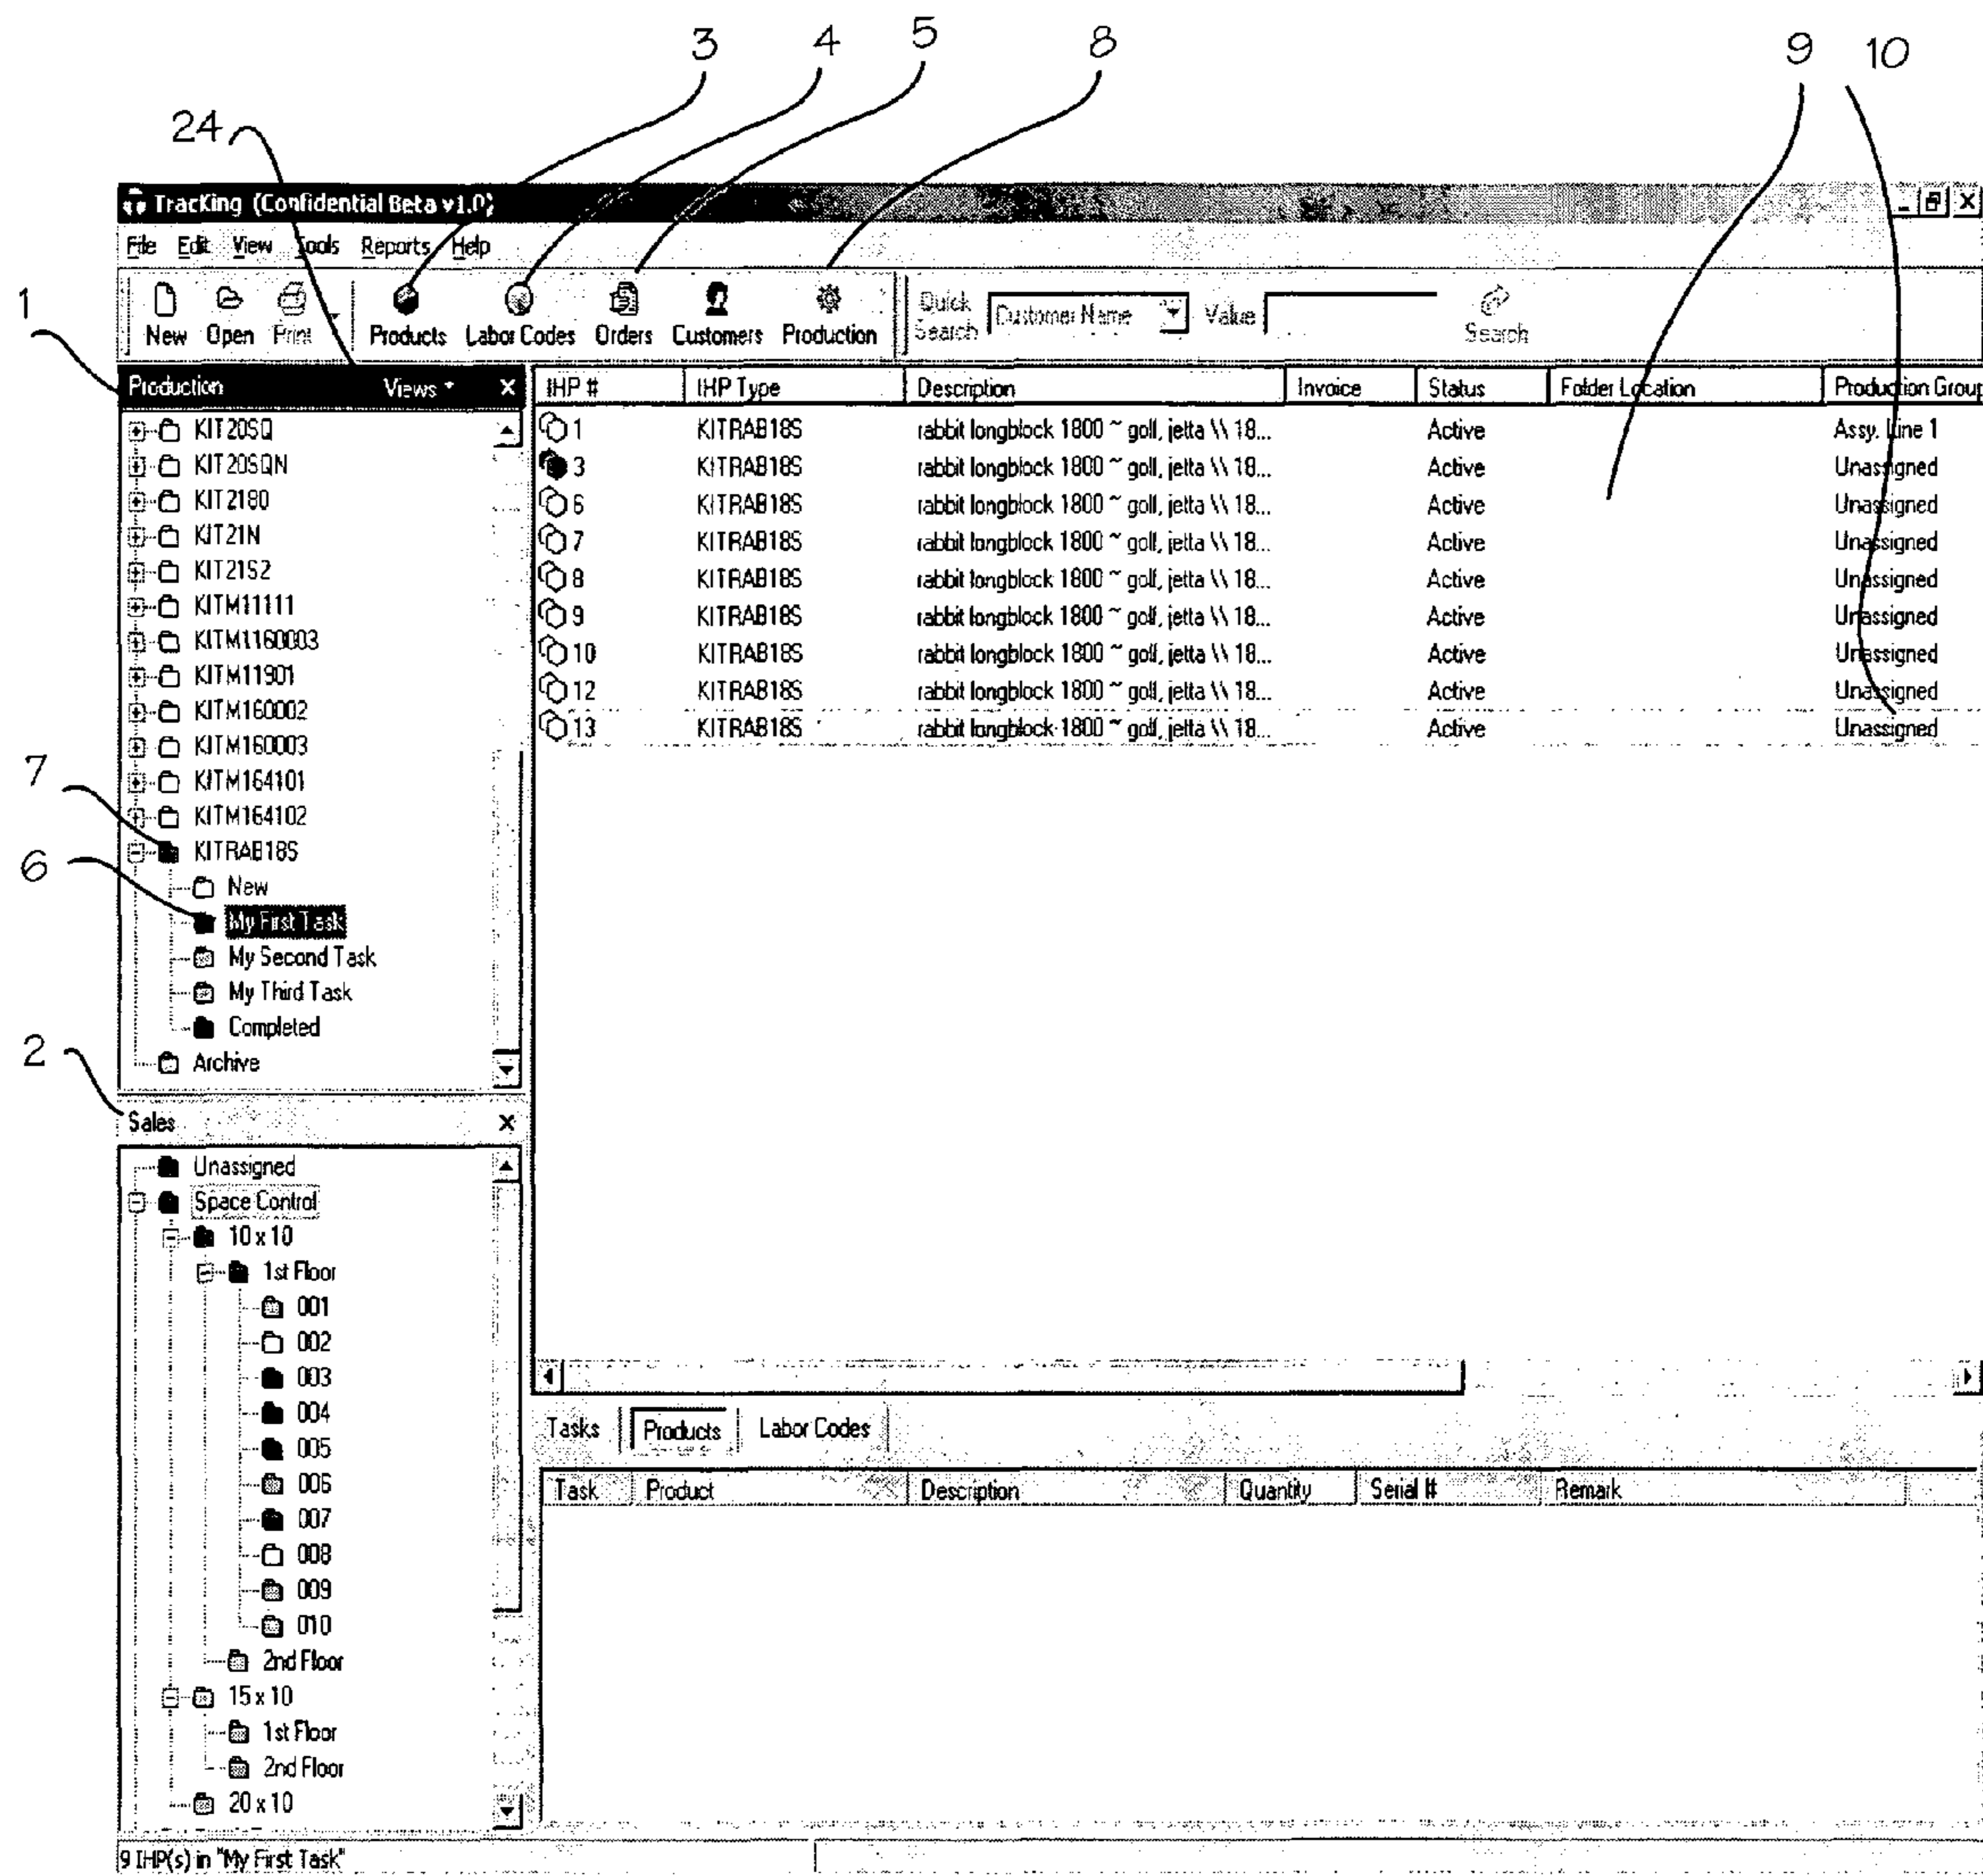 3 4 5 8 9 10
24
TracKing (Confidential Beta v1.0)
File Edit View Tools Reports Help
1
New Open Print Products Labor Codes Orders Customers Production Quick Search Customer Name Value Search
Production Views
IHP # IHP Type Description Invoice Status Folder Location Production Group
KIT20SQ
KIT20SQN
KIT2180
KIT21N
KIT21S2
KITM11111
KITM1160003
KITM11901
KITM160002
KITM160003
KITM164101
KITM164102
7
KITRAB18S
6
New
My First Task
My Second Task
My Third Task
Completed
Archive
1 KITRAB18S rabbit longblock 1800 ~ golf, jetta \\ 18... Active Assy. Line 1
3 KITRAB18S rabbit longblock 1800 ~ golf, jetta \\ 18... Active Unassigned
6 KITRAB18S rabbit longblock 1800 ~ golf, jetta \\ 18... Active Unassigned
7 KITRAB18S rabbit longblock 1800 ~ golf, jetta \\ 18... Active Unassigned
8 KITRAB18S rabbit longblock 1800 ~ golf, jetta \\ 18... Active Unassigned
9 KITRAB18S rabbit longblock 1800 ~ golf, jetta \\ 18... Active Unassigned
10 KITRAB18S rabbit longblock 1800 ~ golf, jetta \\ 18... Active Unassigned
12 KITRAB18S rabbit longblock 1800 ~ golf, jetta \\ 18... Active Unassigned
13 KITRAB18S rabbit longblock 1800 ~ golf, jetta \\ 18... Active Unassigned
2
Sales
Unassigned
Space Control
10 x 10
1st Floor
001
002
003
004
005
006
007
008
009
010
2nd Floor
15 x 10
1st Floor
2nd Floor
20 x 10
Tasks Products Labor Codes
Task Product Description Quantity Serial # Remark
9 IHP(s) in "My First Task"